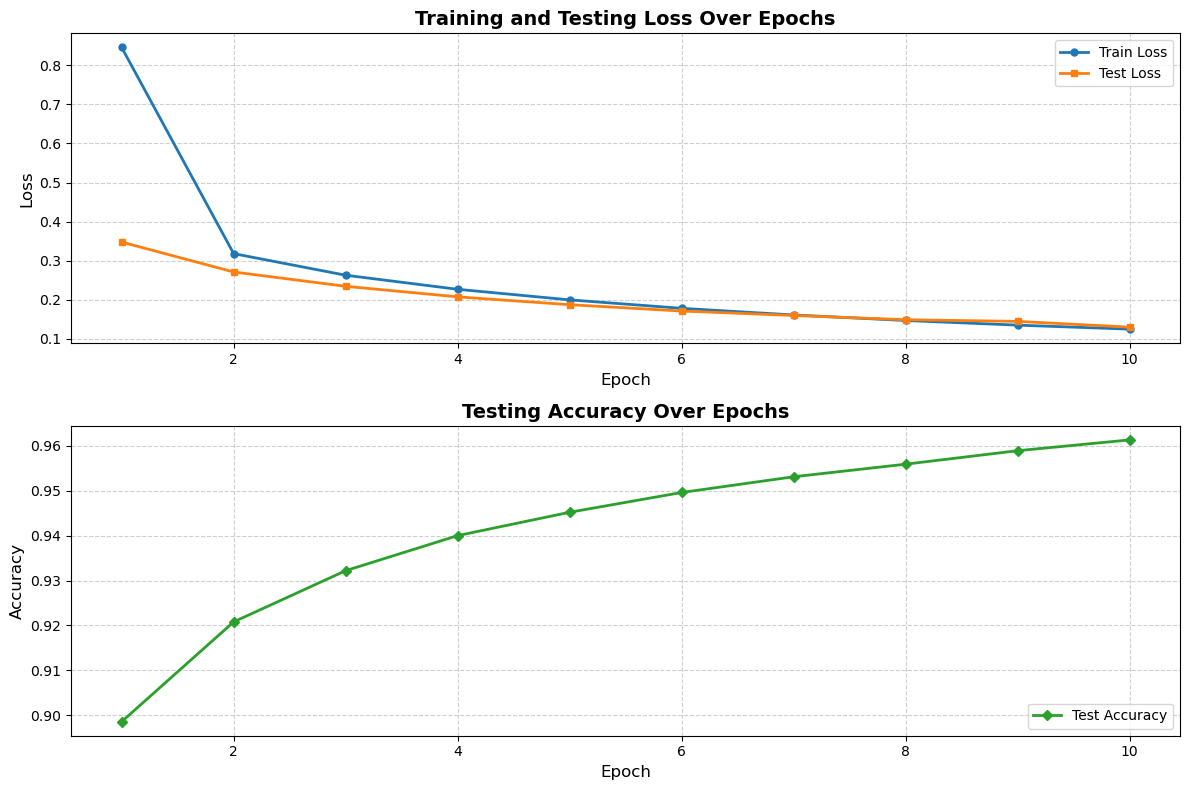 Training and Testing Loss Over Epochs
Loss
0.8
0.7
0.6
0.5
0.4
0.3
0.2
0.1
Train Loss
Test Loss
2 4 6 8 10
Epoch
Testing Accuracy Over Epochs
Accuracy
0.96
0.95
0.94
0.93
0.92
0.91
0.90
Test Accuracy
2 4 6 8 10
Epoch